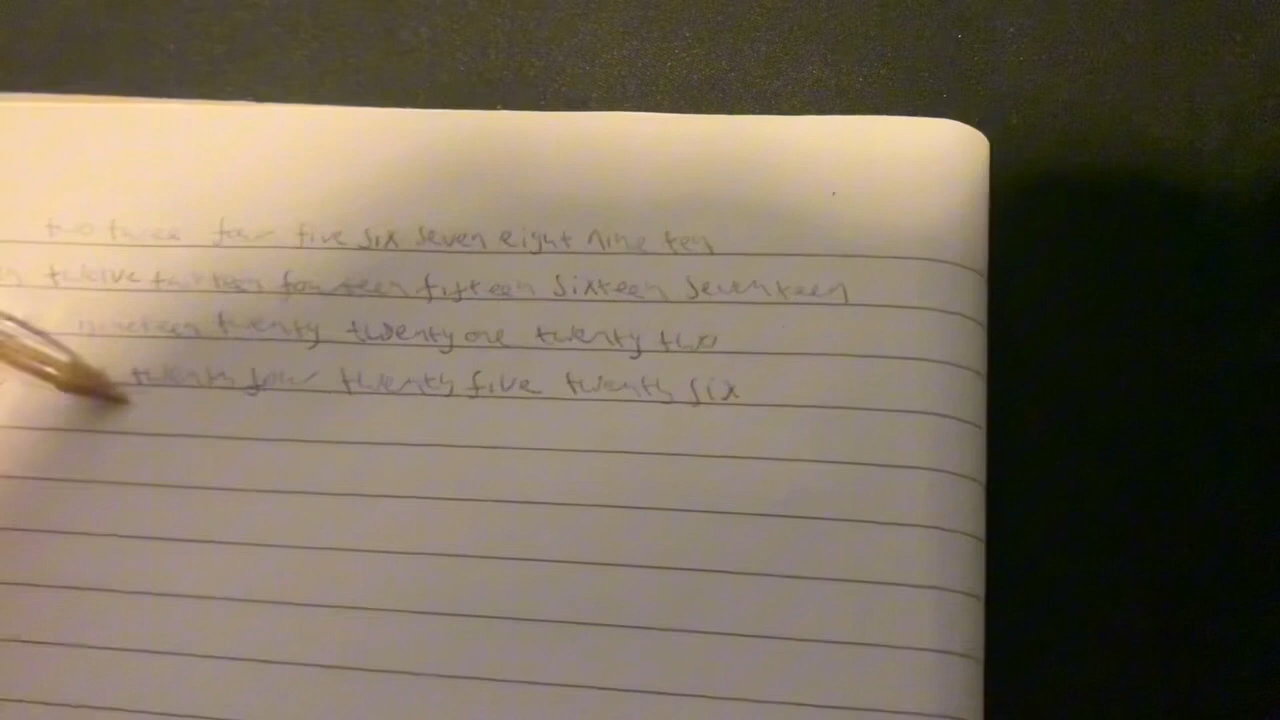 two three four five six seven eight nine ten
twelve thirteen fourteen fifteen sixteen seventeen
nineteen twenty twenty one twenty two
twenty four twenty five twenty six